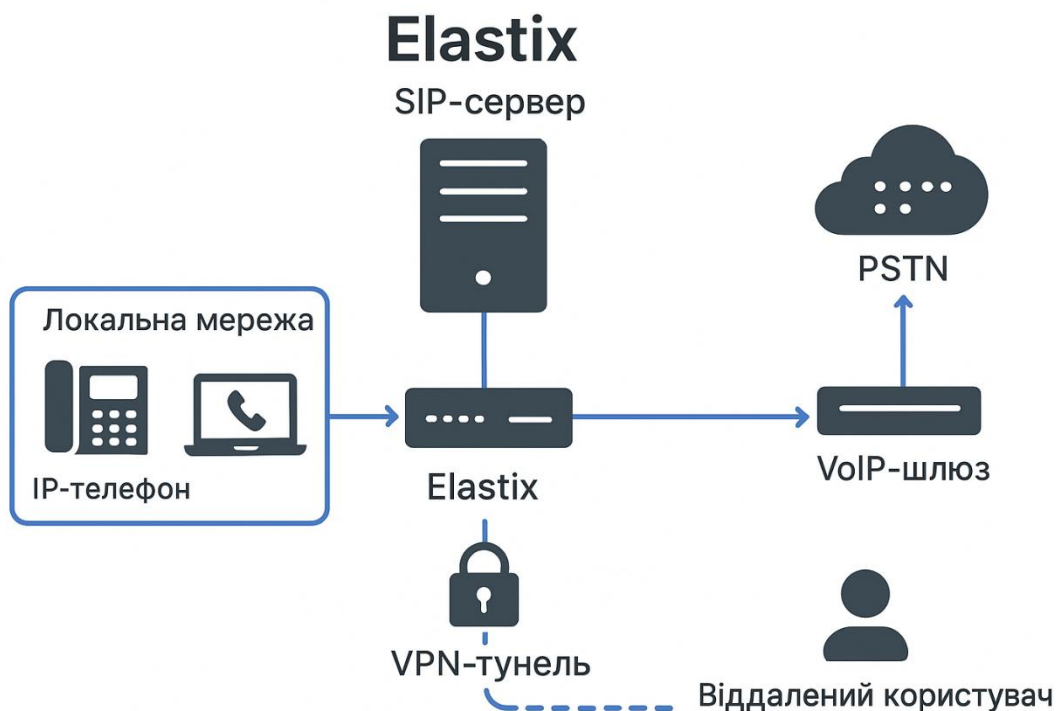 Elastix
SIP-сервер
PSTN
Локальна мережа
IP-телефон
Elastix
VoIP-шлюз
VPN-тунель
Віддалений користувач